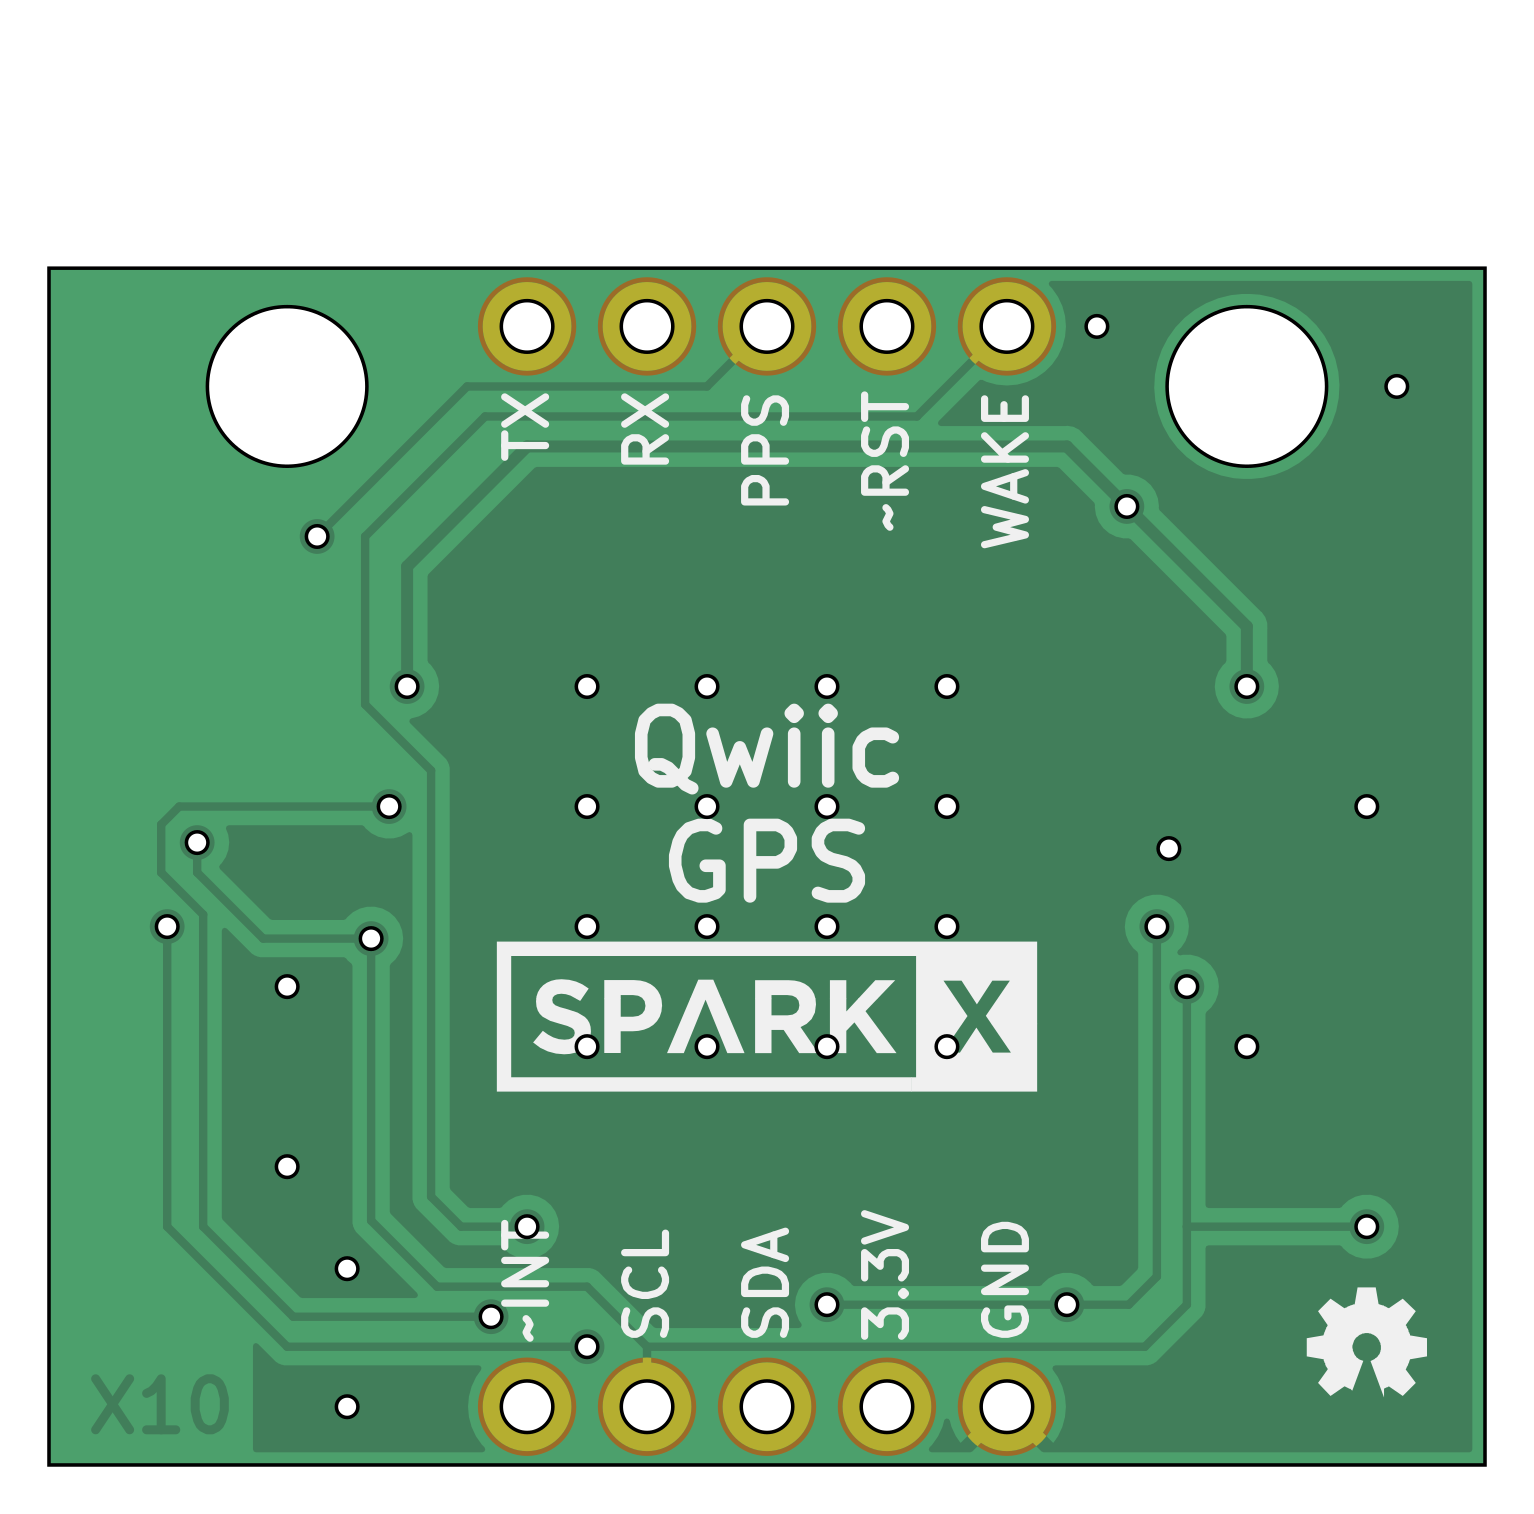 TX
RX
PPS
~RST
WAKE
Qwiic
GPS
SPARK X
~INT
SCL
SDA
3.3V
GND
X10